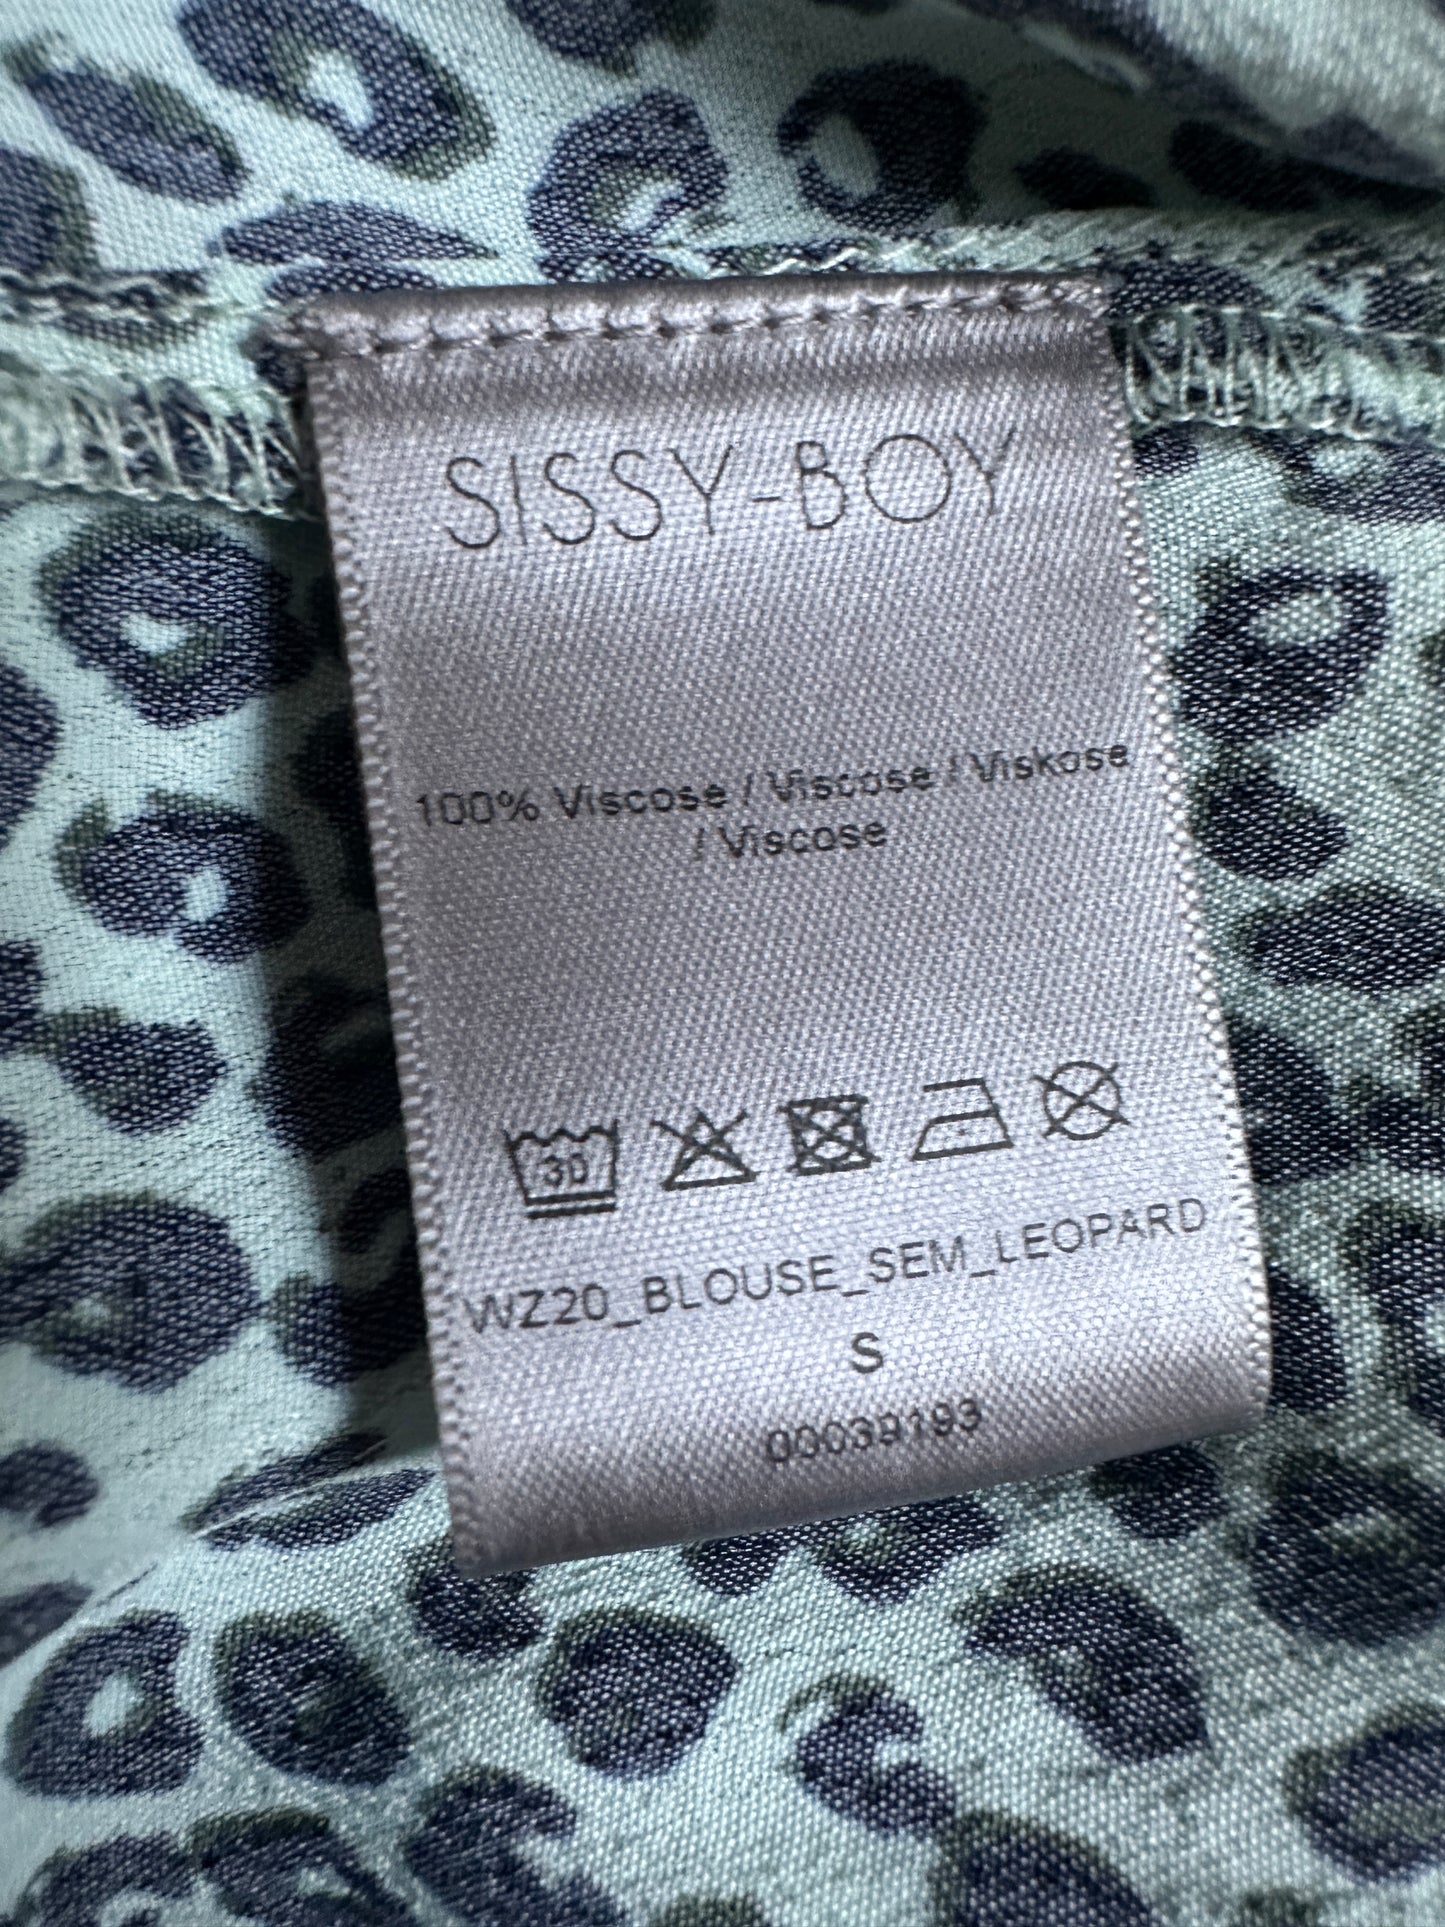 SISSY-BOY
100% Viscose / Viscose / Viskose
/ Viscose
30
WZ20_BLOUSE_SEM_LEOPARD
S
00039193